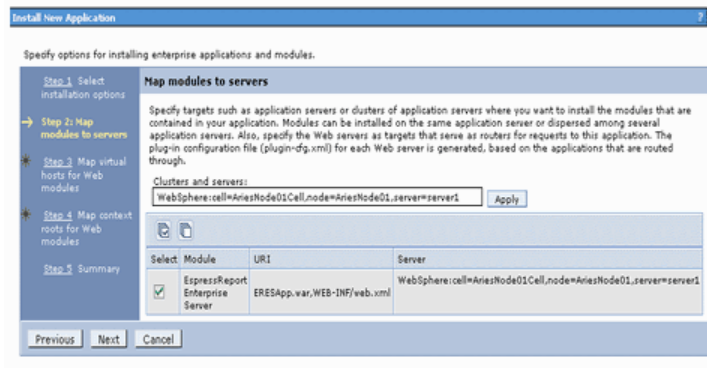 Install New Application
?
Specify options for installing enterprise applications and modules.
Step 1 Select
installation options
Step 2: Map
modules to servers
Step 3 Map virtual
hosts for Web
modules
Step 4 Map context
roots for Web
modules
Step 5 Summary
Map modules to servers
Specify targets such as application servers or clusters of application servers where you want to install the modules that are
contained in your application. Modules can be installed on the same application server or dispersed among several
application servers. Also, specify the Web servers as targets that serve as routers for requests to this application. The
plug-in configuration file (plugin-cfg.xml) for each Web server is generated, based on the applications that are routed
through.
Clusters and servers:
WebSphere:cell=AriesNode01Cell,node=AriesNode01,server=server1
Apply
Select Module URI Server
EspressReport
Enterprise
Server
ERESApp.war,WEB-INF/web.xml
WebSphere:cell=AriesNode01Cell,node=AriesNode01,server=server1
Previous Next Cancel